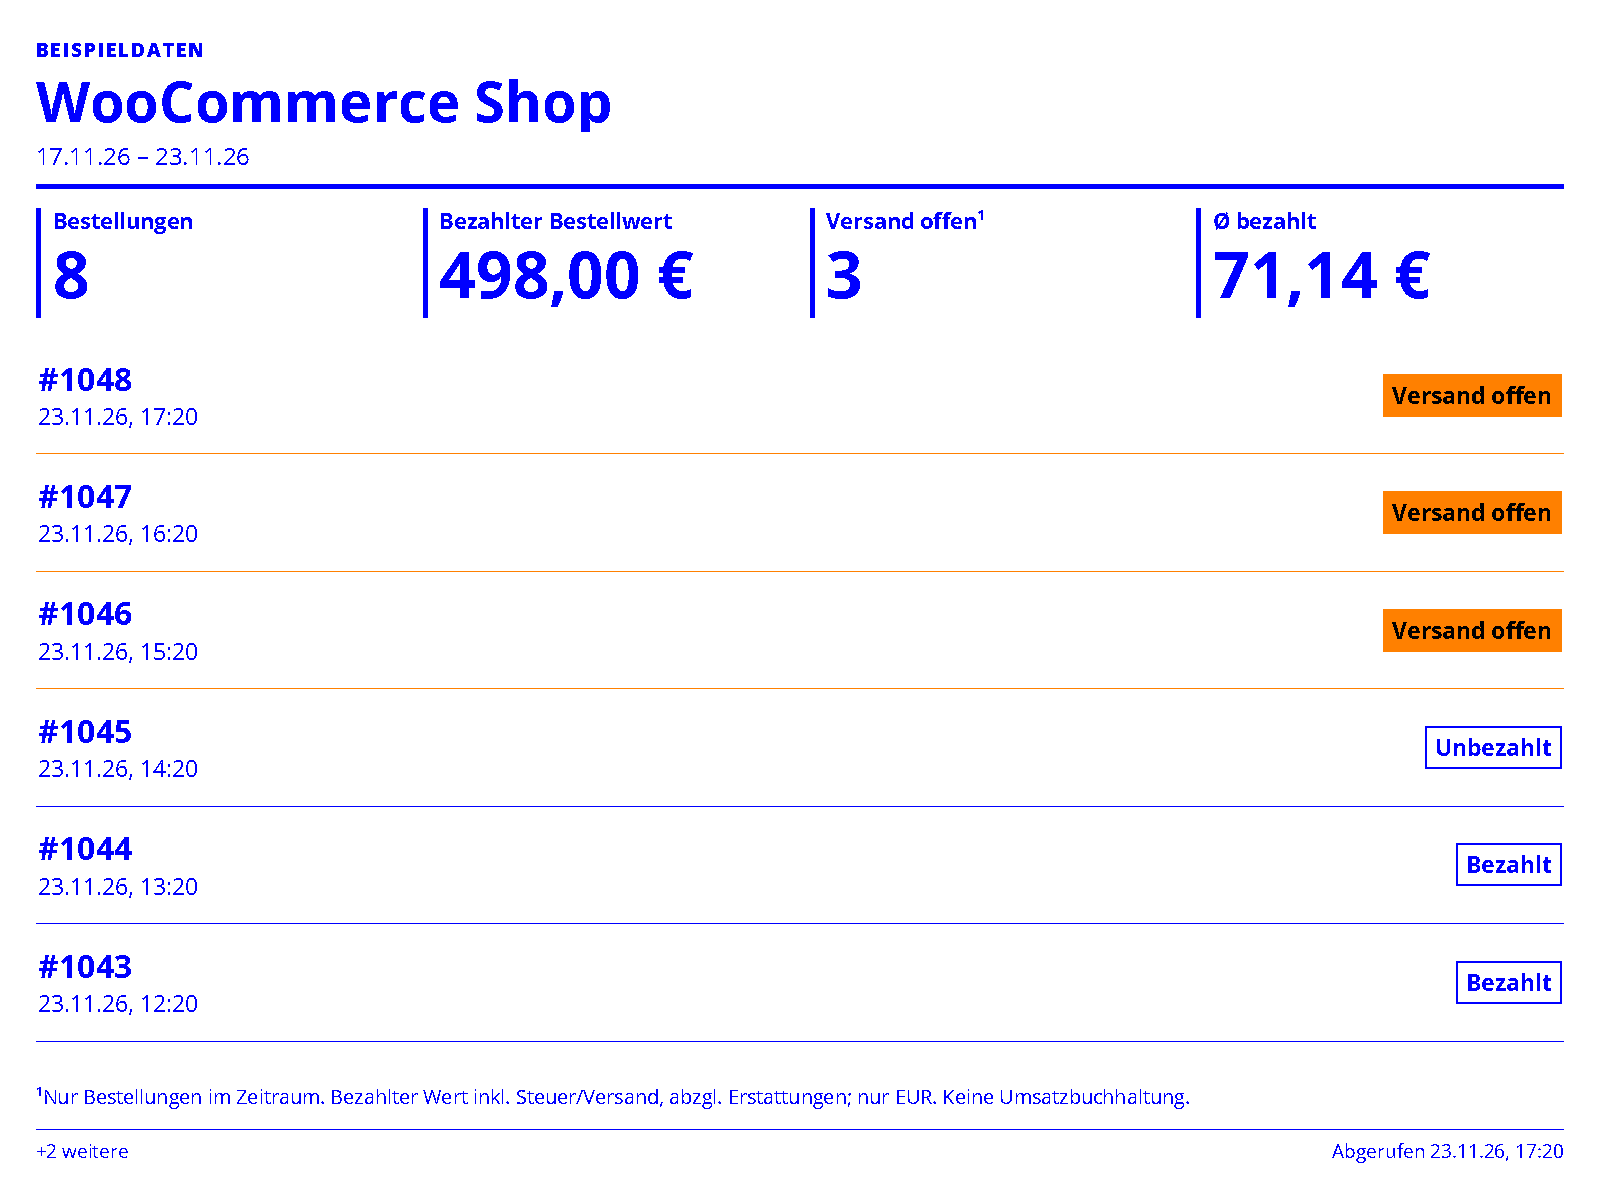 BEISPIELDATEN
WooCommerce Shop
17.11.26 – 23.11.26
Bestellungen
8
Bezahlter Bestellwert
498,00 €
Versand offen¹
3
Ø bezahlt
71,14 €
#1048
23.11.26, 17:20
Versand offen
#1047
23.11.26, 16:20
Versand offen
#1046
23.11.26, 15:20
Versand offen
#1045
23.11.26, 14:20
Unbezahlt
#1044
23.11.26, 13:20
Bezahlt
#1043
23.11.26, 12:20
Bezahlt
¹Nur Bestellungen im Zeitraum. Bezahlter Wert inkl. Steuer/Versand, abzgl. Erstattungen; nur EUR. Keine Umsatzbuchhaltung.
+2 weitere
Abgerufen 23.11.26, 17:20